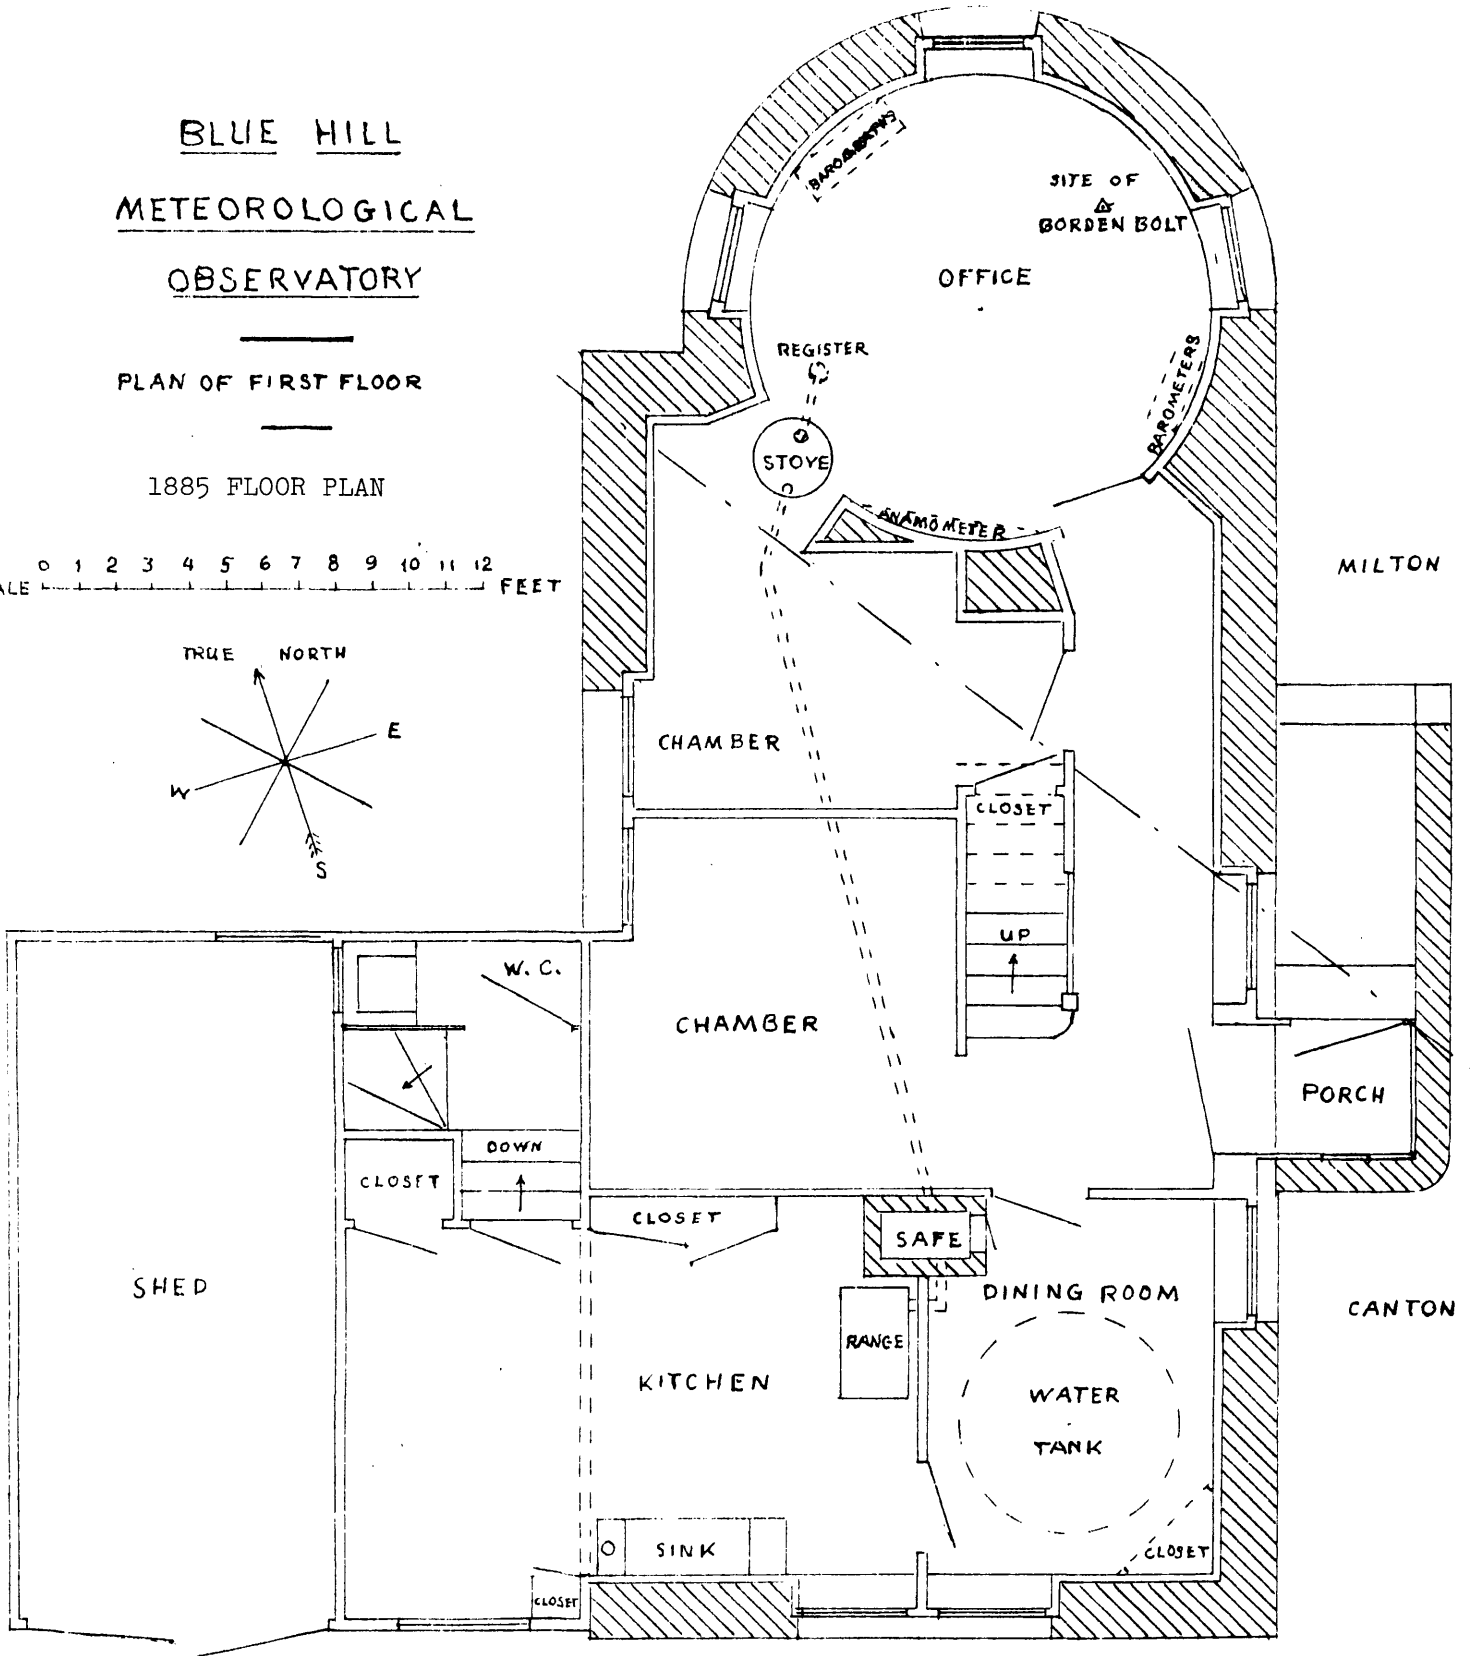 BLUE HILL
METEOROLOGICAL
OBSERVATORY
PLAN OF FIRST FLOOR
1885 FLOOR PLAN
0 1 2 3 4 5 6 7 8 9 10 11 12
ALE FEET
TRUE NORTH
E
W
S
SITE OF
BORDEN BOLT
OFFICE
REGISTER
BAROMETERS
STOVE
ANAMOMETER
MILTON
CHAMBER
CLOSET
UP
W.C.
CHAMBER
PORCH
DOWN
CLOSET
CLOSET
SAFE
SHED
DINING ROOM
CANTON
RANGE
KITCHEN
WATER
TANK
SINK
CLOSET
CLOSET